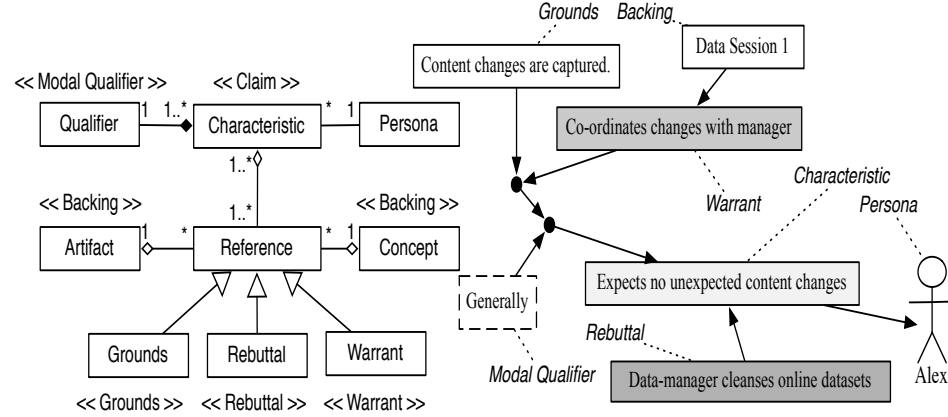 << Modal Qualifier >>
<< Claim >>
Qualifier
1
1..*
Characteristic
*
1
Persona
1..*
1..*
<< Backing >>
<< Backing >>
Artifact
1
*
Reference
*
1
Concept
Grounds
Rebuttal
Warrant
<< Grounds >>
<< Rebuttal >>
<< Warrant >>
Grounds
Backing
Content changes are captured.
Data Session 1
Co-ordinates changes with manager
Warrant
Characteristic
Persona
Generally
Expects no unexpected content changes
Modal Qualifier
Rebuttal
Data-manager cleanses online datasets
Alex